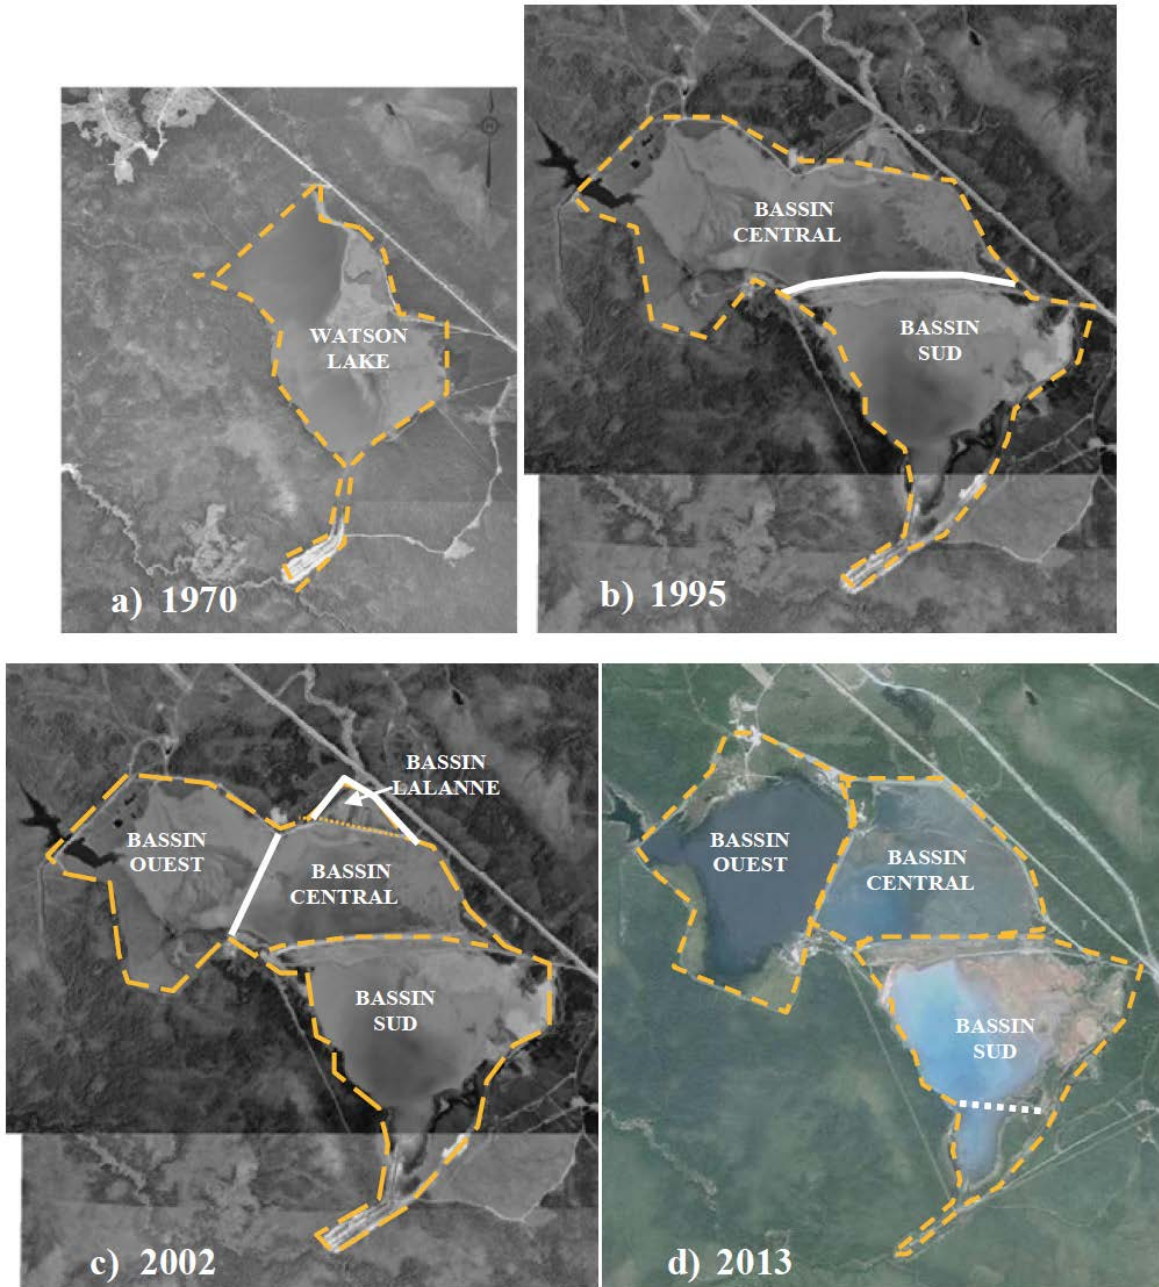 WATSON
LAKE
a) 1970
BASSIN
CENTRAL
BASSIN
SUD
b) 1995
BASSIN
LALANNE
BASSIN
OUEST
BASSIN
CENTRAL
BASSIN
SUD
c) 2002
BASSIN
OUEST
BASSIN
CENTRAL
BASSIN
SUD
d) 2013